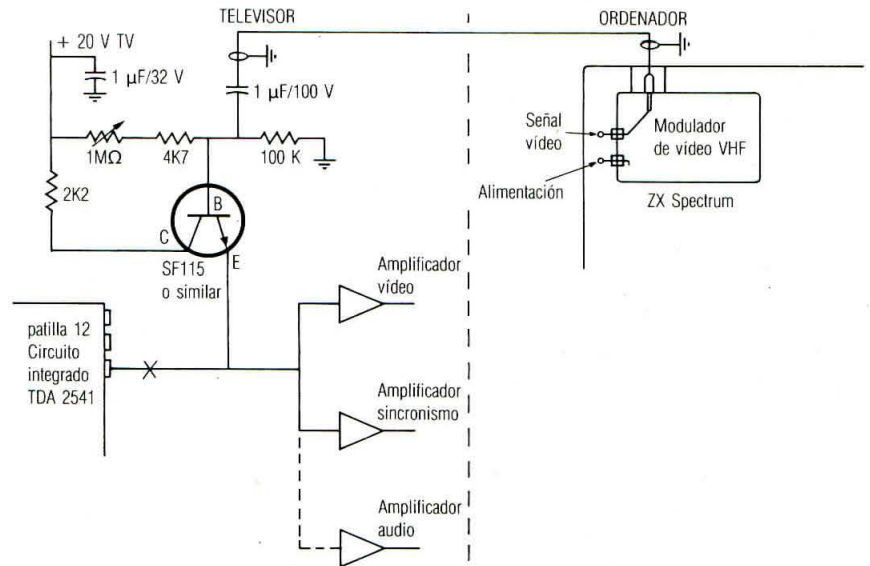 TELEVISOR
ORDENADOR
+ 20 V TV
1 μF/32 V
1 μF/100 V
1MΩ
4K7
100 K
2K2
B
C
E
SF115
o similar
Señal
vídeo
Alimentación
Modulador
de vídeo VHF
ZX Spectrum
patilla 12
Circuito
integrado
TDA 2541
Amplificador
vídeo
Amplificador
sincronismo
Amplificador
audio